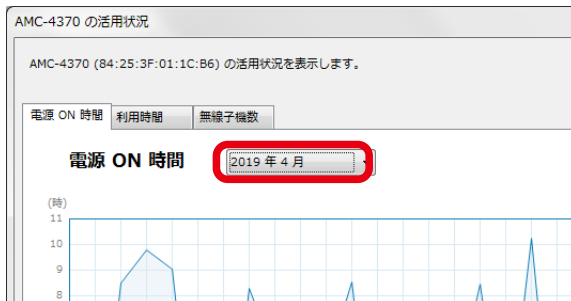 AMC-4370 の活用状況
AMC-4370 (84:25:3F:01:1C:B6) の活用状況を表示します。
電源 ON 時間 利用時間 無線子機数
電源 ON 時間 2019 年 4 月
(時)
11
10
9
8